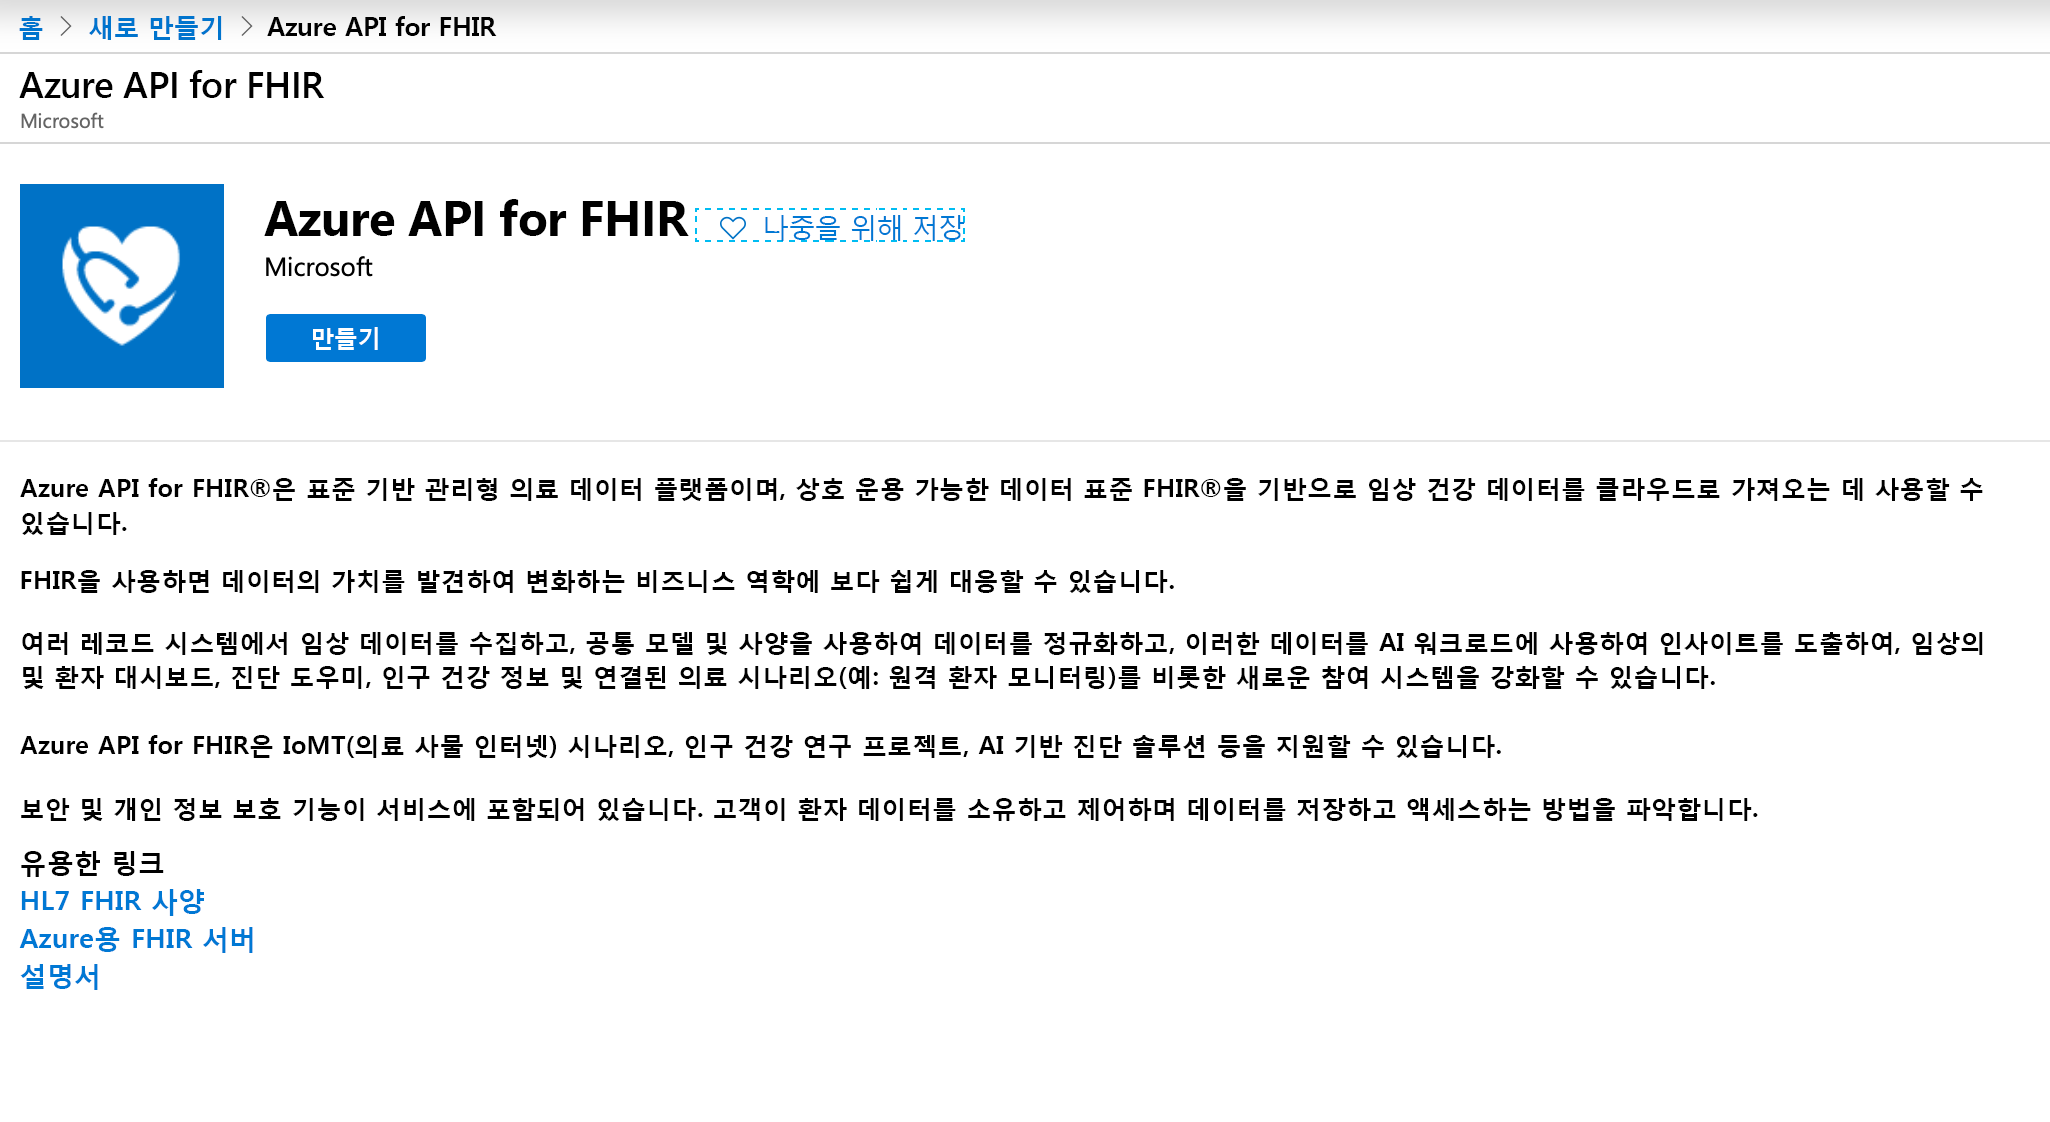 홈 > 새로 만들기 > Azure API for FHIR
Azure API for FHIR
Microsoft
Azure API for FHIR ♡ 나중을 위해 저장
Microsoft
만들기
Azure API for FHIR®은 표준 기반 관리형 의료 데이터 플랫폼이며, 상호 운용 가능한 데이터 표준 FHIR®을 기반으로 임상 건강 데이터를 클라우드로 가져오는 데 사용할 수
있습니다.
FHIR을 사용하면 데이터의 가치를 발견하여 변화하는 비즈니스 역학에 보다 쉽게 대응할 수 있습니다.
여러 레코드 시스템에서 임상 데이터를 수집하고, 공통 모델 및 사양을 사용하여 데이터를 정규화하고, 이러한 데이터를 AI 워크로드에 사용하여 인사이트를 도출하여, 임상의
및 환자 대시보드, 진단 도우미, 인구 건강 정보 및 연결된 의료 시나리오(예: 원격 환자 모니터링)를 비롯한 새로운 참여 시스템을 강화할 수 있습니다.
Azure API for FHIR은 IoMT(의료 사물 인터넷) 시나리오, 인구 건강 연구 프로젝트, AI 기반 진단 솔루션 등을 지원할 수 있습니다.
보안 및 개인 정보 보호 기능이 서비스에 포함되어 있습니다. 고객이 환자 데이터를 소유하고 제어하며 데이터를 저장하고 액세스하는 방법을 파악합니다.
유용한 링크
HL7 FHIR 사양
Azure용 FHIR 서버
설명서